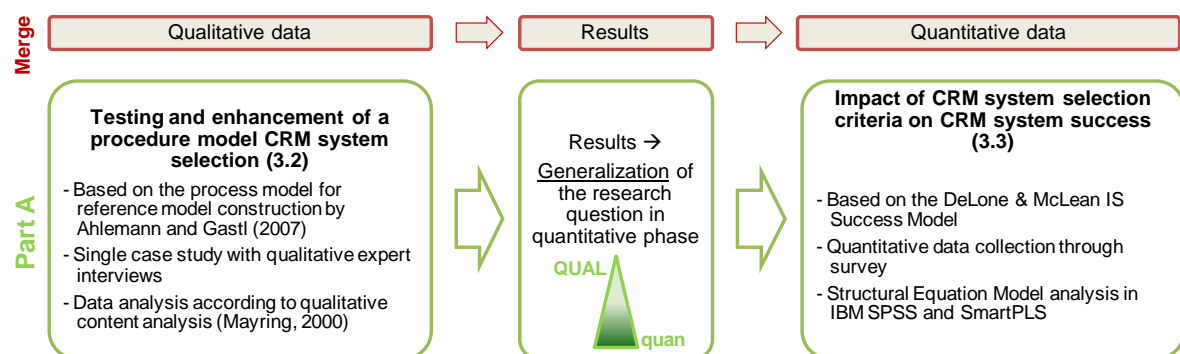 Merge
Qualitative data
Results
Quantitative data
Part A
Testing and enhancement of a
procedure model CRM system
selection (3.2)
- Based on the process model for
reference model construction by
Ahlemann and Gastl (2007)
- Single case study with qualitative expert
interviews
- Data analysis according to qualitative
content analysis (Mayring, 2000)
Results →
Generalization of
the research
question in
quantitative phase
QUAL
quan
Impact of CRM system selection
criteria on CRM system success
(3.3)
- Based on the DeLone & McLean IS
Success Model
- Quantitative data collection through
survey
- Structural Equation Model analysis in
IBM SPSS and SmartPLS